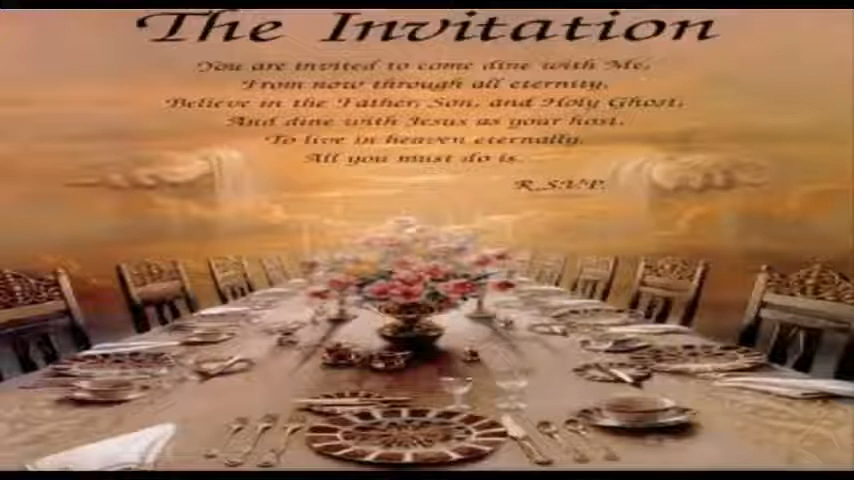 The Invitation
You are invited to come dine with Me,
From now through all eternity,
Believe in the Father, Son, and Holy Ghost,
And dine with Jesus as your host.
To live in heaven eternally,
All you must do is
R.S.V.P.